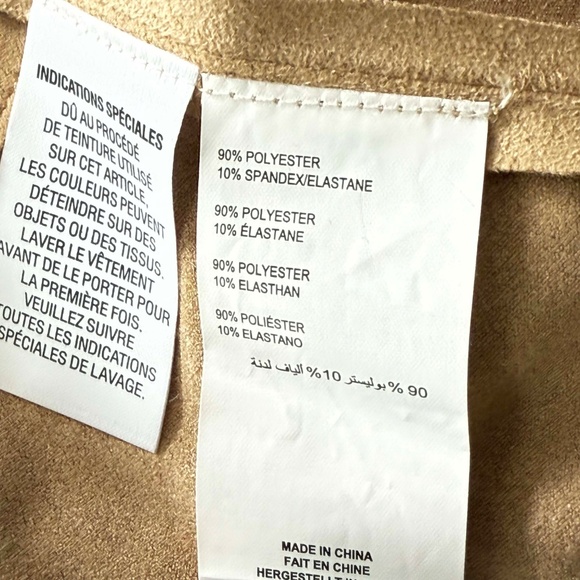 INDICATIONS SPÉCIALES
DÛ AU PROCÉDÉ
DE TEINTURE UTILISÉ
SUR CET ARTICLE,
LES COULEURS PEUVENT
DÉTEINDRE SUR DES
OBJETS OU DES TISSUS.
LAVER LE VÊTEMENT
AVANT DE LE PORTER POUR
LA PREMIÈRE FOIS.
VEUILLEZ SUIVRE
TOUTES LES INDICATIONS
SPÉCIALES DE LAVAGE.
90% POLYESTER
10% SPANDEX/ELASTANE
90% POLYESTER
10% ÉLASTANE
90% POLYESTER
10% ELASTHAN
90% POLIÉSTER
10% ELASTANO
90 %بوليستر 10% ألياف لدنة
MADE IN CHINA
FAIT EN CHINE
HERGESTELLT